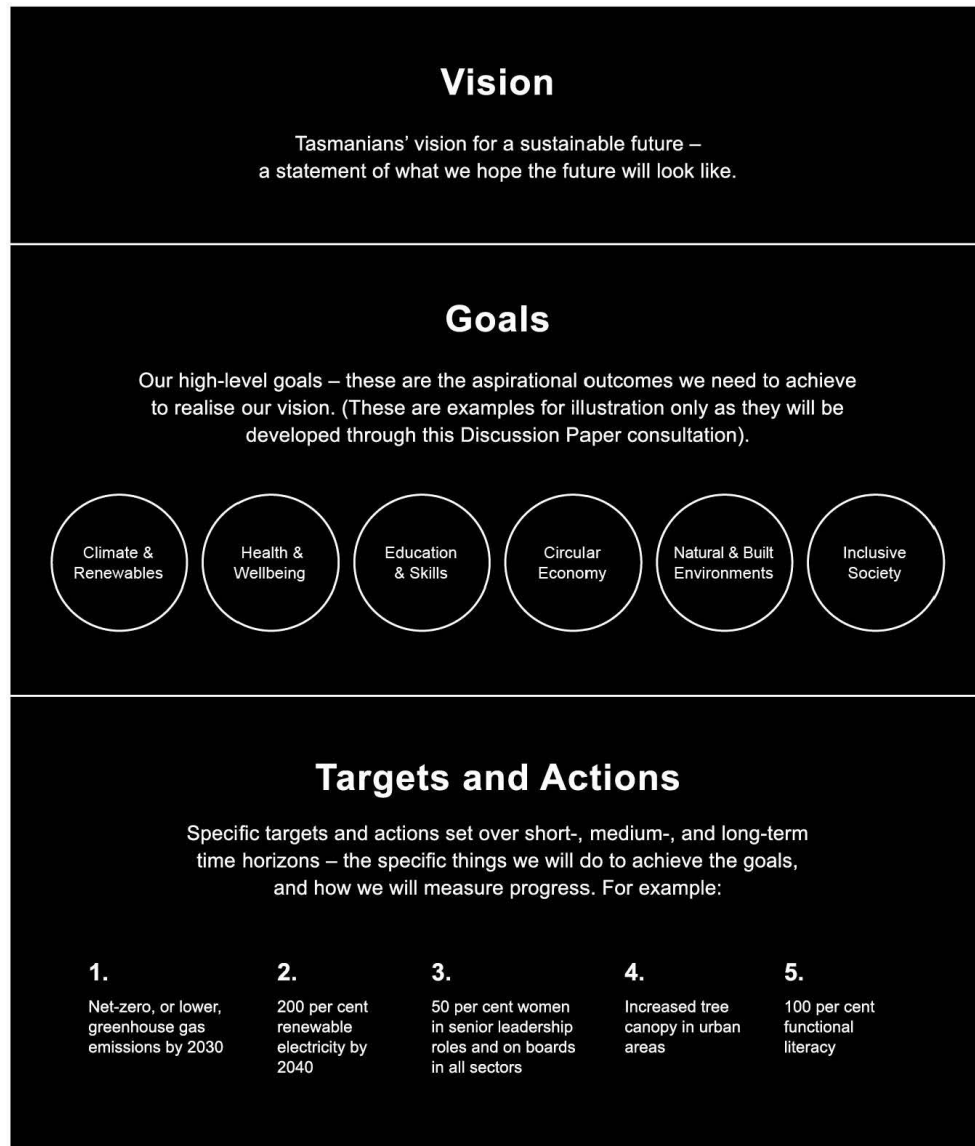 Vision
Tasmanians’ vision for a sustainable future –
a statement of what we hope the future will look like.
Goals
Our high-level goals – these are the aspirational outcomes we need to achieve
to realise our vision. (These are examples for illustration only as they will be
developed through this Discussion Paper consultation).
Climate &
Renewables
Health &
Wellbeing
Education
& Skills
Circular
Economy
Natural & Built
Environments
Inclusive
Society
Targets and Actions
Specific targets and actions set over short-, medium-, and long-term
time horizons – the specific things we will do to achieve the goals,
and how we will measure progress. For example:
1.
Net-zero, or lower,
greenhouse gas
emissions by 2030
2.
200 per cent
renewable
electricity by
2040
3.
50 per cent women
in senior leadership
roles and on boards
in all sectors
4.
Increased tree
canopy in urban
areas
5.
100 per cent
functional
literacy